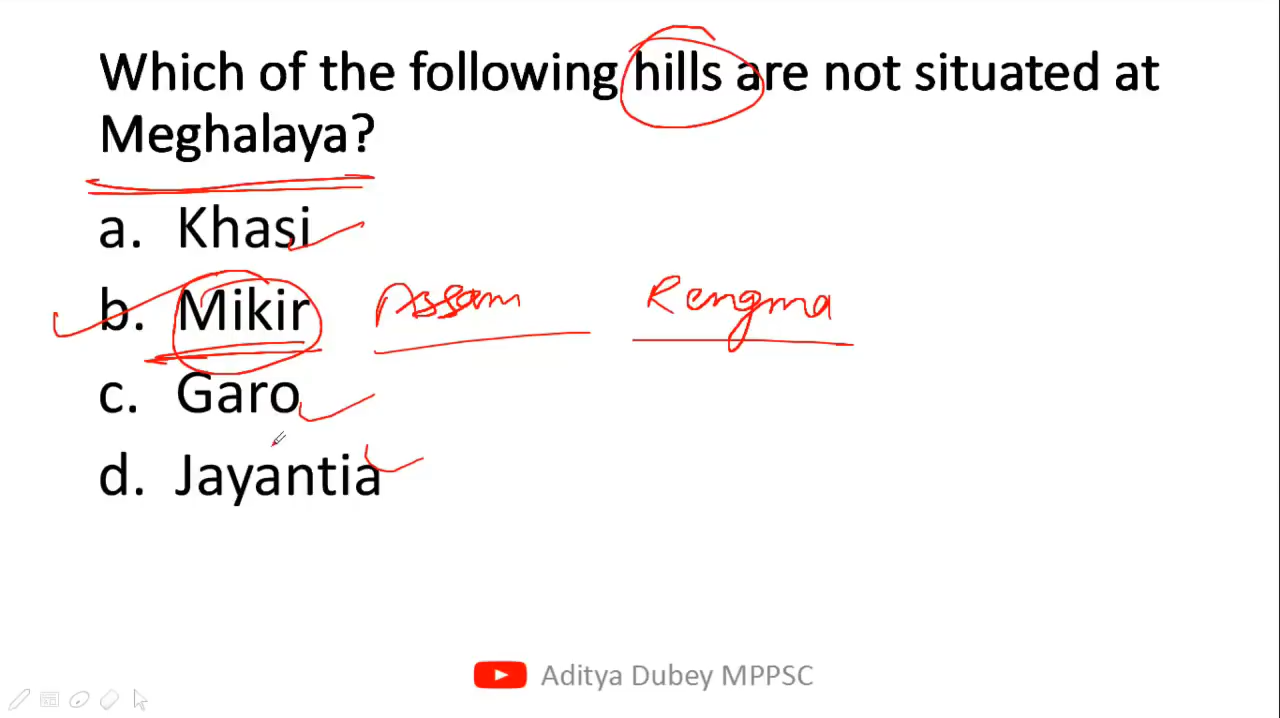 Which of the following hills are not situated at
Meghalaya?
a. Khasi
b. Mikir Assam Rengma
c. Garo
d. Jayantia
Aditya Dubey MPPSC